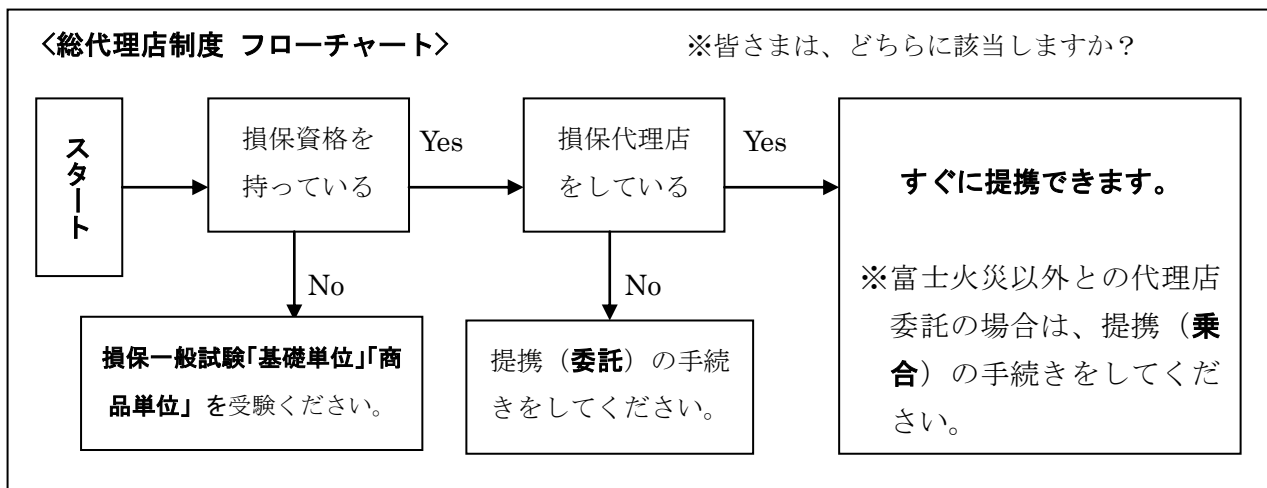 〈総代理店制度 フローチャート〉
※皆さまは、どちらに該当しますか？
スタート
損保資格を
持っている
Yes
損保代理店
をしている
Yes
すぐに提携できます。
※富士火災以外との代理店
委託の場合は、提携（乗
合）の手続きをしてくだ
さい。
No
No
損保一般試験「基礎単位」「商
品単位」を受験ください。
提携（委託）の手続
きをしてください。